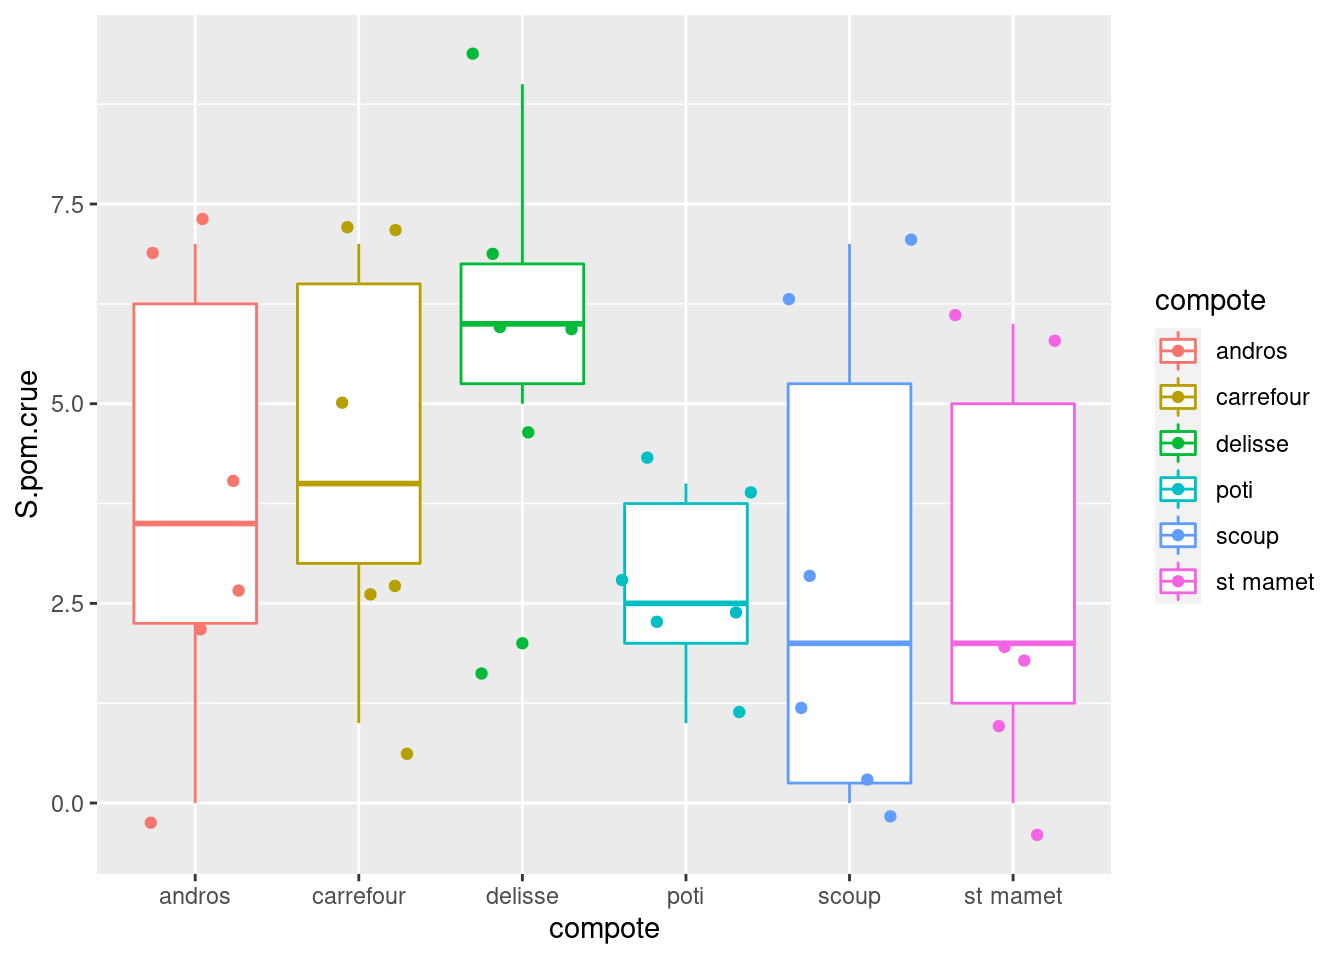 S.pom.crue
7.5
5.0
2.5
0.0
andros
carrefour
delisse
poti
scoup
st mamet
compote
compote
andros
carrefour
delisse
poti
scoup
st mamet